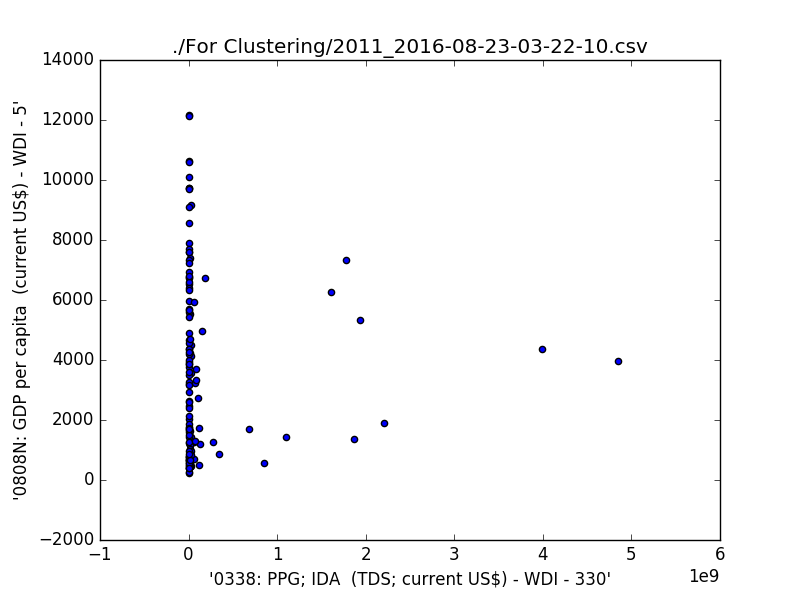 ./For Clustering/2011_2016-08-23-03-22-10.csv
14000
12000
10000
8000
6000
4000
2000
0
−2000
'0808N: GDP per capita  (current US$) - WDI - 5'
−1 0 1 2 3 4 5 6
1e9
'0338: PPG; IDA  (TDS; current US$) - WDI - 330'